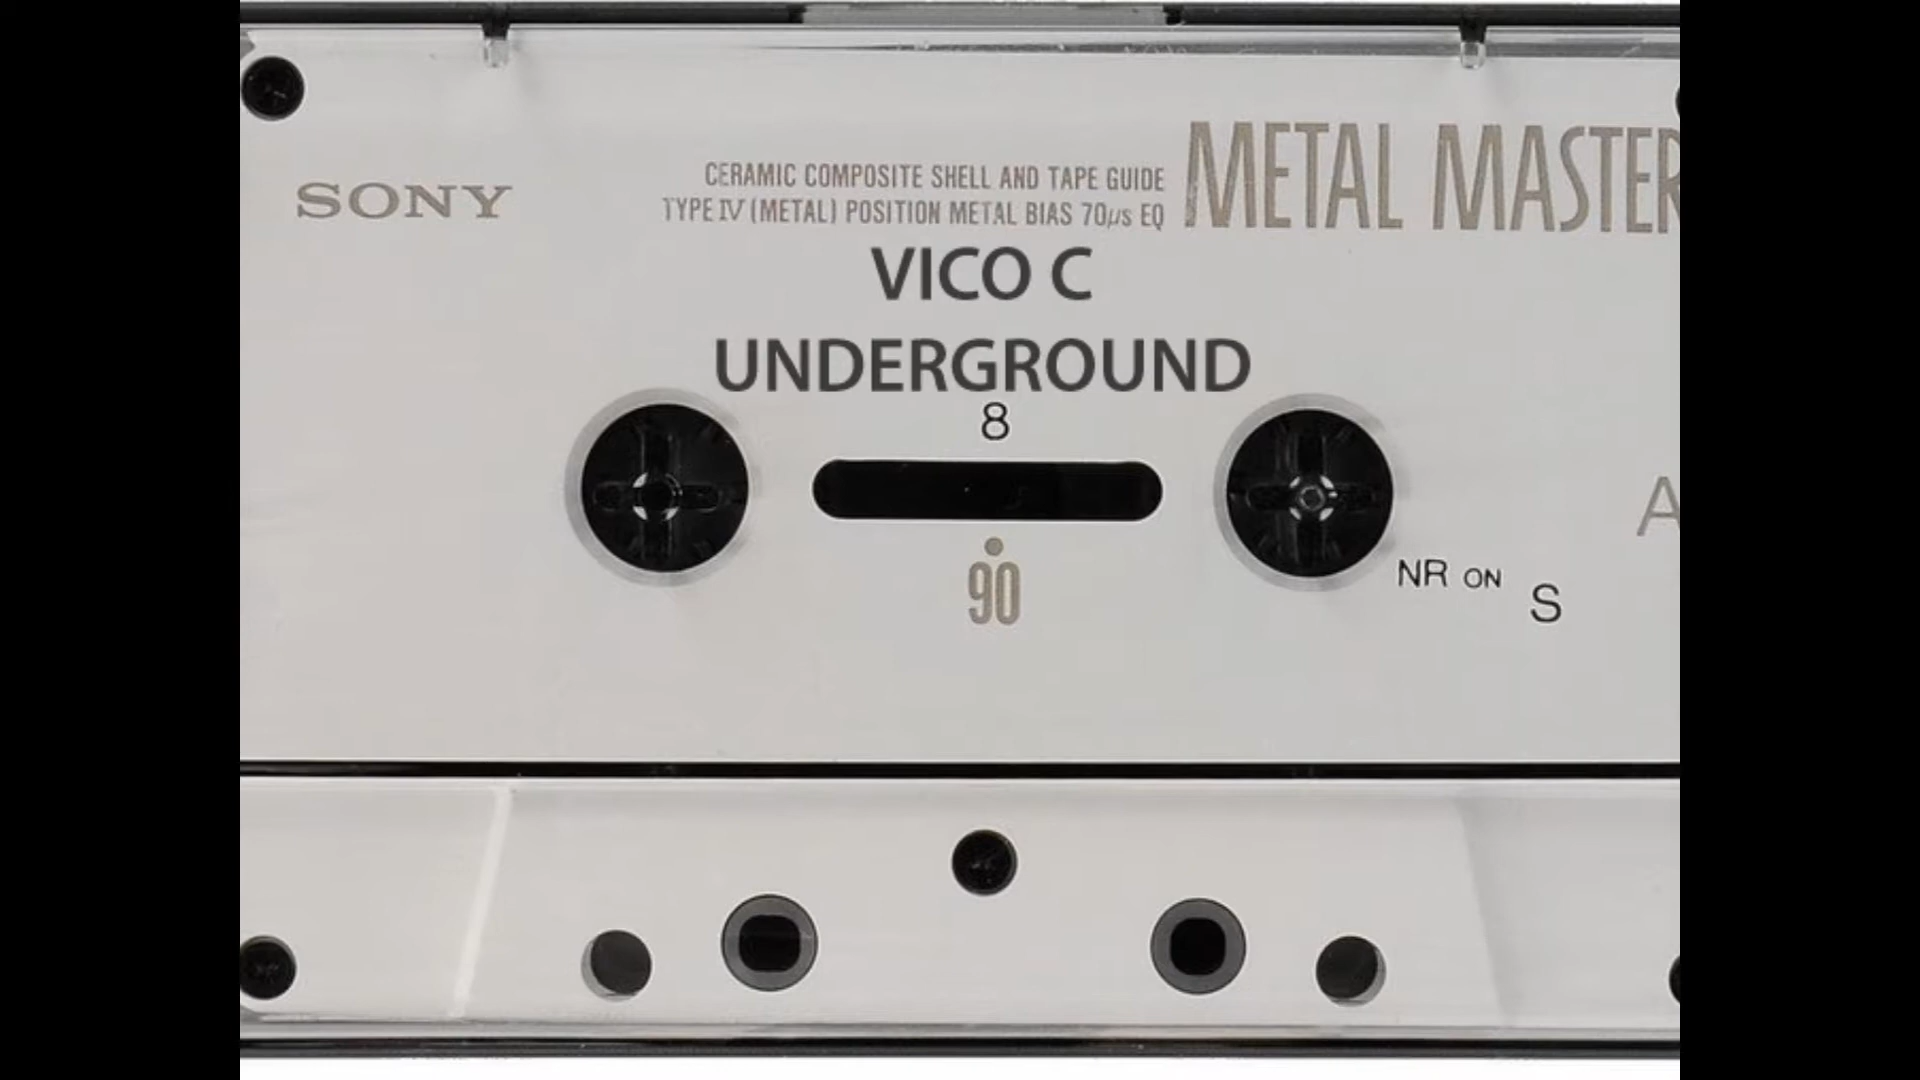 METAL MASTER
CERAMIC COMPOSITE SHELL AND TAPE GUIDE
SONY
TYPE IV (METAL) POSITION METAL BIAS 70µs EQ
VICO C
UNDERGROUND
8
A
90
NR ON
S